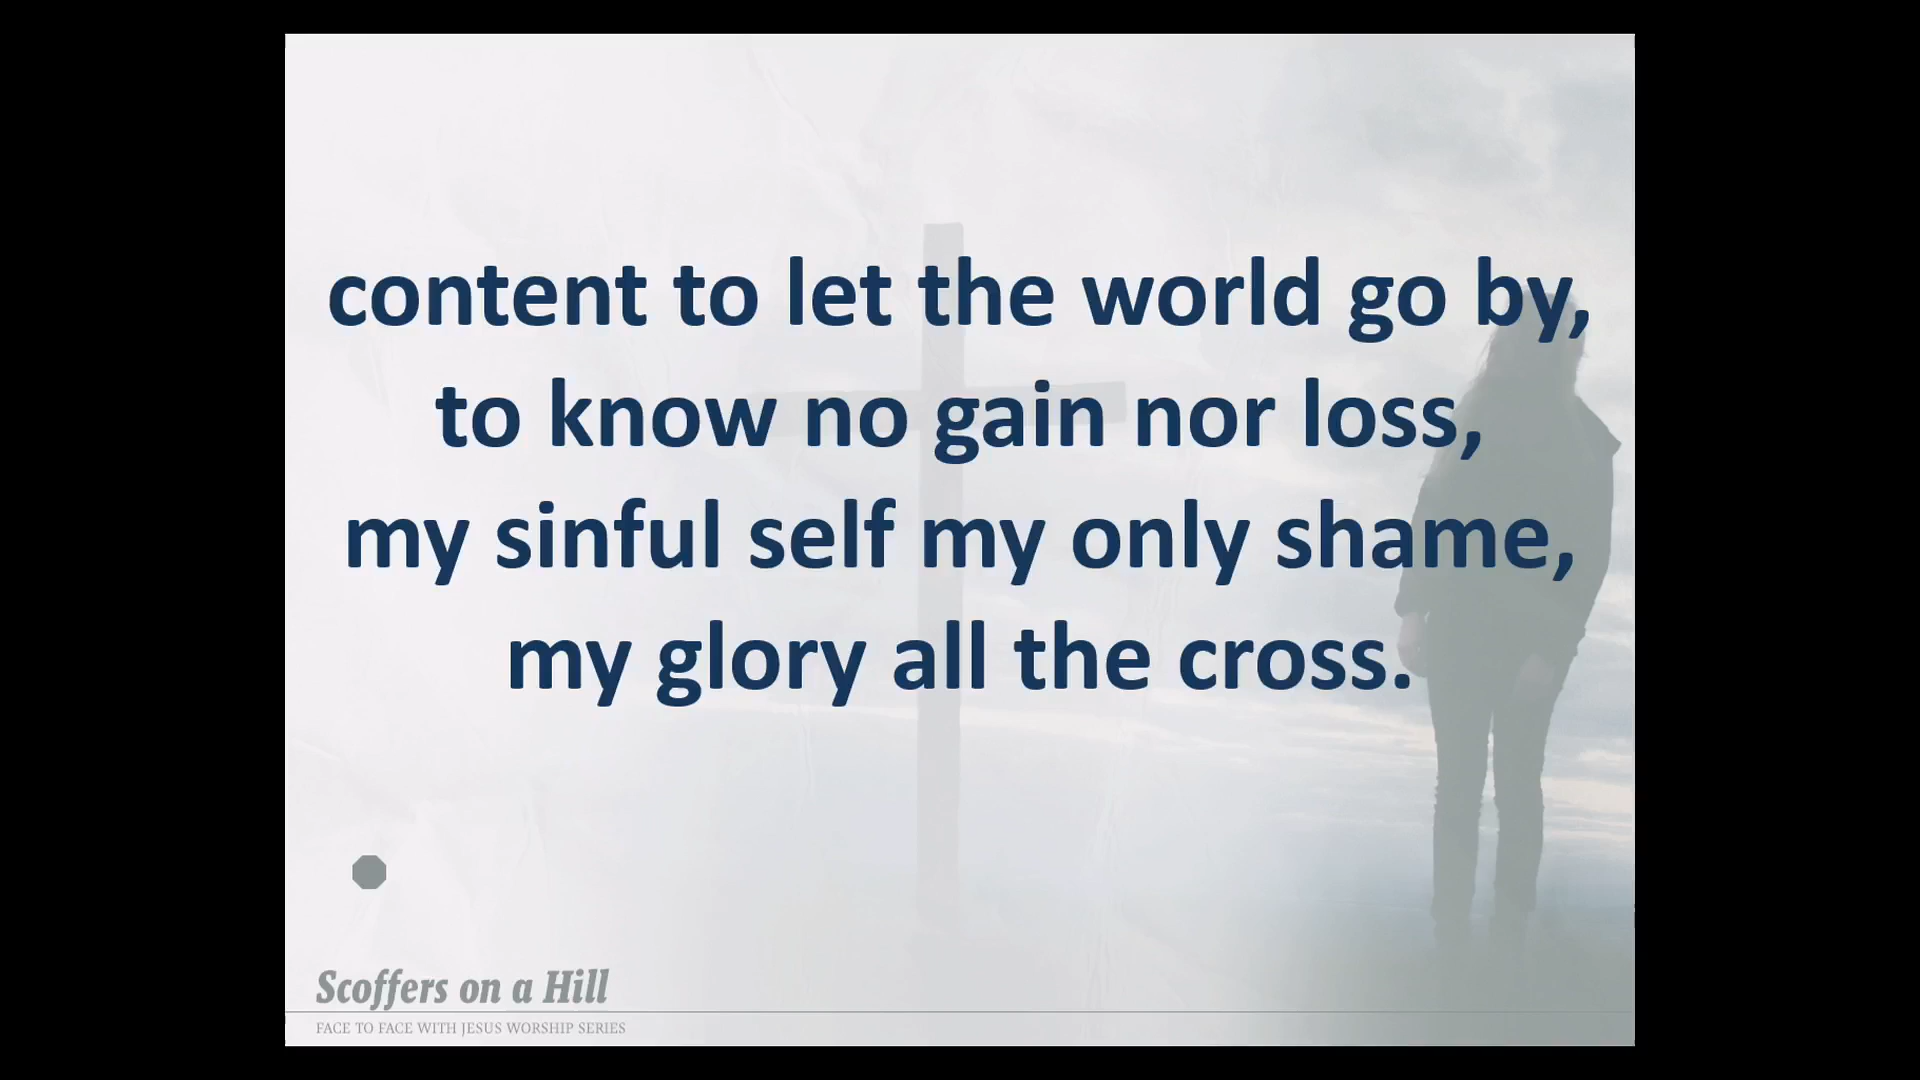 content to let the world go by,
to know no gain nor loss,
my sinful self my only shame,
my glory all the cross.
Scoffers on a Hill
FACE TO FACE WITH JESUS WORSHIP SERIES